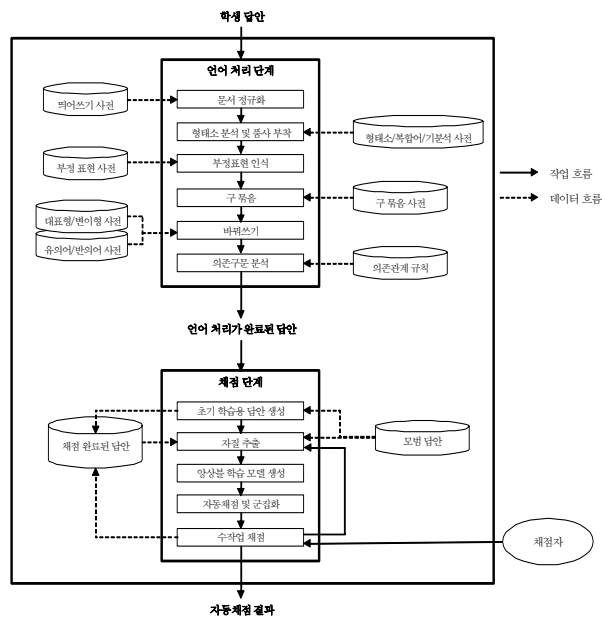 학생 답안
언어 처리 단계
띄어쓰기 사전
문서 정규화
형태소 분석 및 품사 부착
형태소/복합어/기분석 사전
부정 표현 사전
부정표현 인식
작업 흐름
구 묶음
구 묶음 사전
데이터 흐름
대표형/변이형 사전
바꿔쓰기
유의어/반의어 사전
의존구문 분석
의존관계 규칙
언어 처리가 완료된 답안
채점 단계
초기 학습용 답안 생성
채점 완료된 답안
자질 추출
모범 답안
앙상블 학습 모델 생성
자동채점 및 군집화
수작업 채점
채점자
자동채점 결과